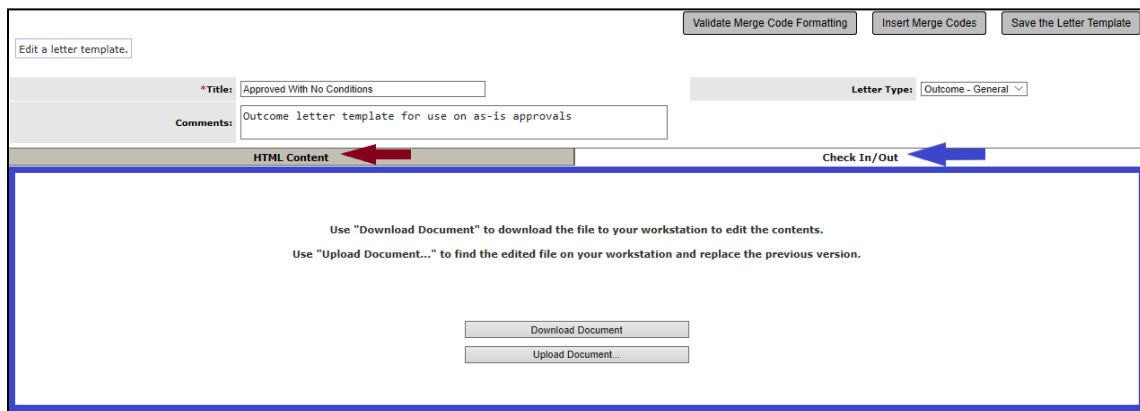 Validate Merge Code Formatting Insert Merge Codes Save the Letter Template
Edit a letter template.
*Title: Approved With No Conditions Letter Type: Outcome - General
Comments: Outcome letter template for use on as-is approvals
HTML Content Check In/Out
Use "Download Document" to download the file to your workstation to edit the contents.
Use "Upload Document..." to find the edited file on your workstation and replace the previous version.
Download Document
Upload Document...